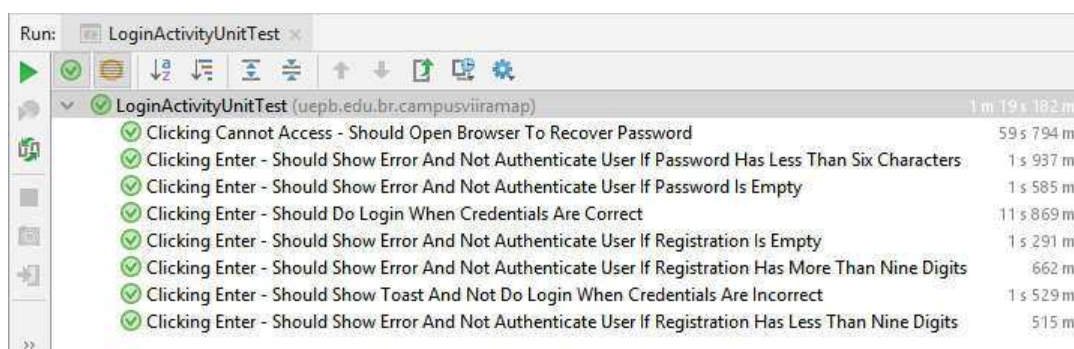 Run: LoginActivityUnitTest
LoginActivityUnitTest (uepb.edu.br.campusviiramap) 1 m 19 s 182 m
Clicking Cannot Access - Should Open Browser To Recover Password 59 s 794 m
Clicking Enter - Should Show Error And Not Authenticate User If Password Has Less Than Six Characters 1 s 937 m
Clicking Enter - Should Show Error And Not Authenticate User If Password Is Empty 1 s 585 m
Clicking Enter - Should Do Login When Credentials Are Correct 11 s 869 m
Clicking Enter - Should Show Error And Not Authenticate User If Registration Is Empty 1 s 291 m
Clicking Enter - Should Show Error And Not Authenticate User If Registration Has More Than Nine Digits 662 m
Clicking Enter - Should Show Toast And Not Do Login When Credentials Are Incorrect 1 s 529 m
Clicking Enter - Should Show Error And Not Authenticate User If Registration Has Less Than Nine Digits 515 m